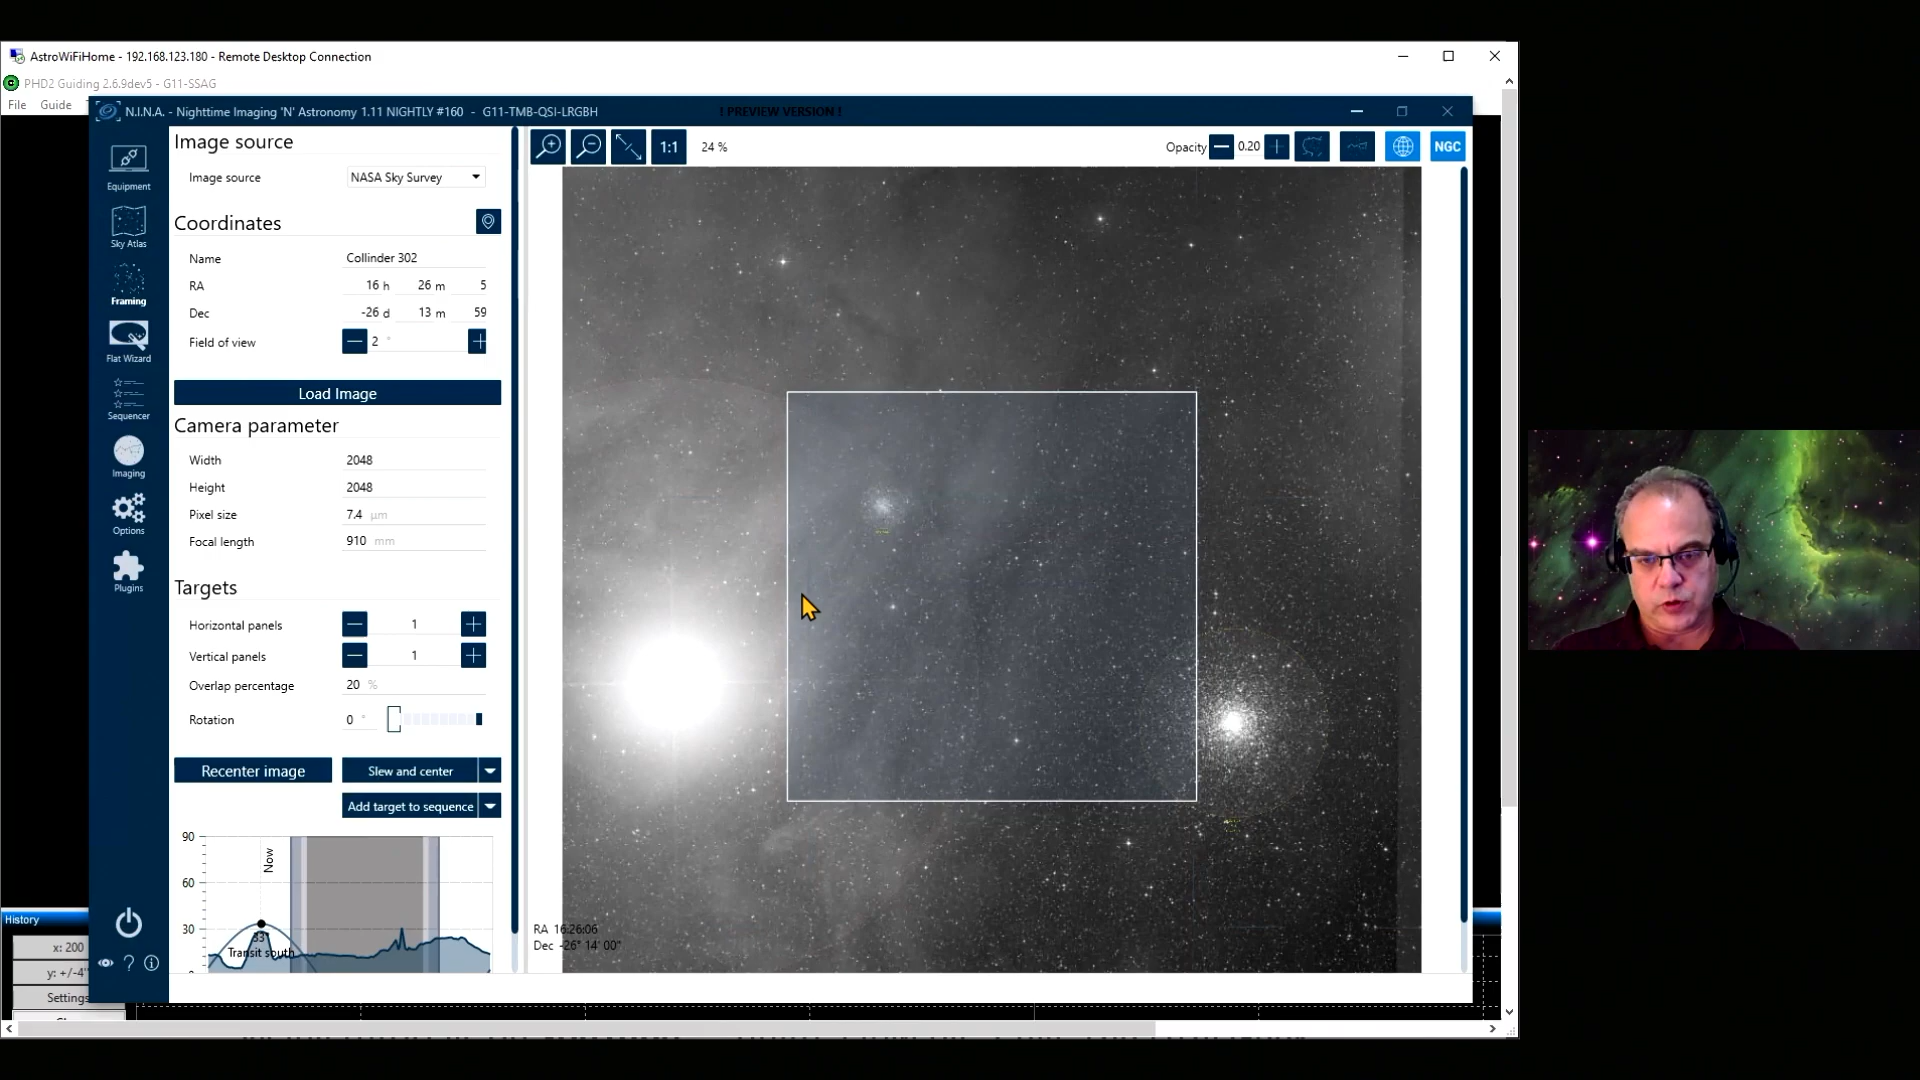 AstroWiFiHome - 192.168.123.180 - Remote Desktop Connection
PHD2 Guiding 2.6.9dev5 - G11-SSAG
File Guide
N.I.N.A. - Nighttime Imaging 'N' Astronomy 1.11 NIGHTLY #160 - G11-TMB-QSI-LRGBH
! PREVIEW VERSION !
Equipment
Sky Atlas
Framing
Flat Wizard
Sequencer
Imaging
Options
Plugins
Image source
Image source NASA Sky Survey
Coordinates
Name Collinder 302
RA 16 h 26 m 5
Dec -26 d 13 m 59
Field of view 2 °
Load Image
Camera parameter
Width 2048
Height 2048
Pixel size 7.4 µm
Focal length 910 mm
Targets
Horizontal panels 1
Vertical panels 1
Overlap percentage 20 %
Rotation 0 °
Recenter image Slew and center
Add target to sequence
90
60
30
Now
33°
Transit south
1:1 24 %
Opacity 0.20 NGC
RA 16:26:06
Dec -26° 14' 00"
History
x: 200
y: +/-4"
Settings